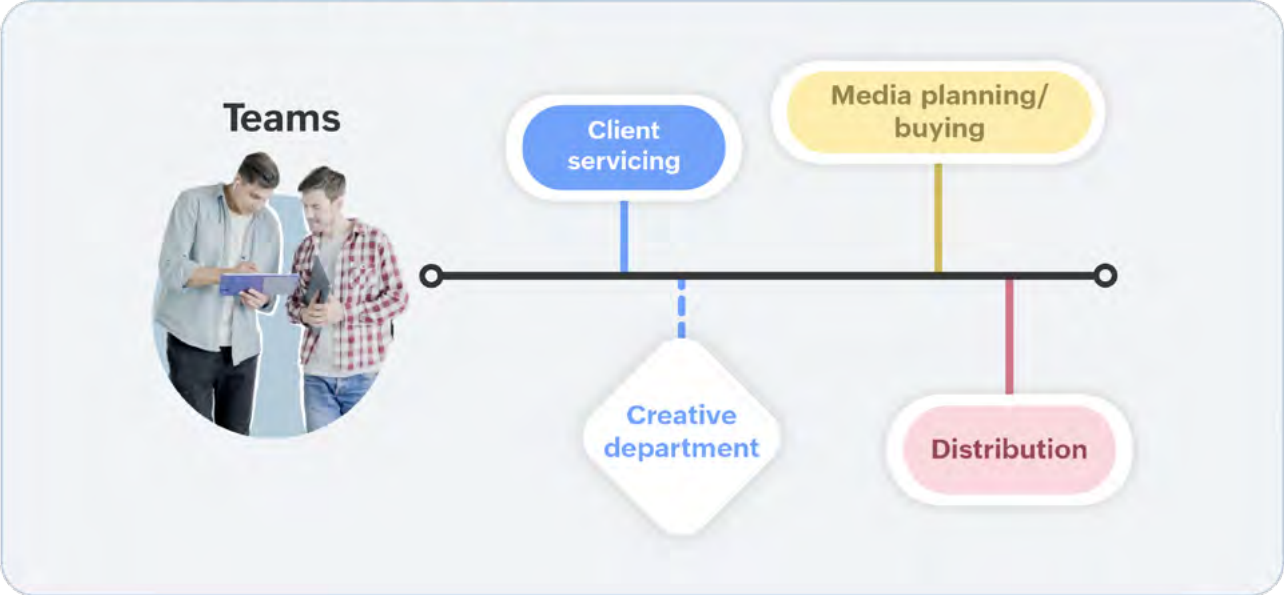 Teams
Client
servicing
Media planning/
buying
Creative
department
Distribution